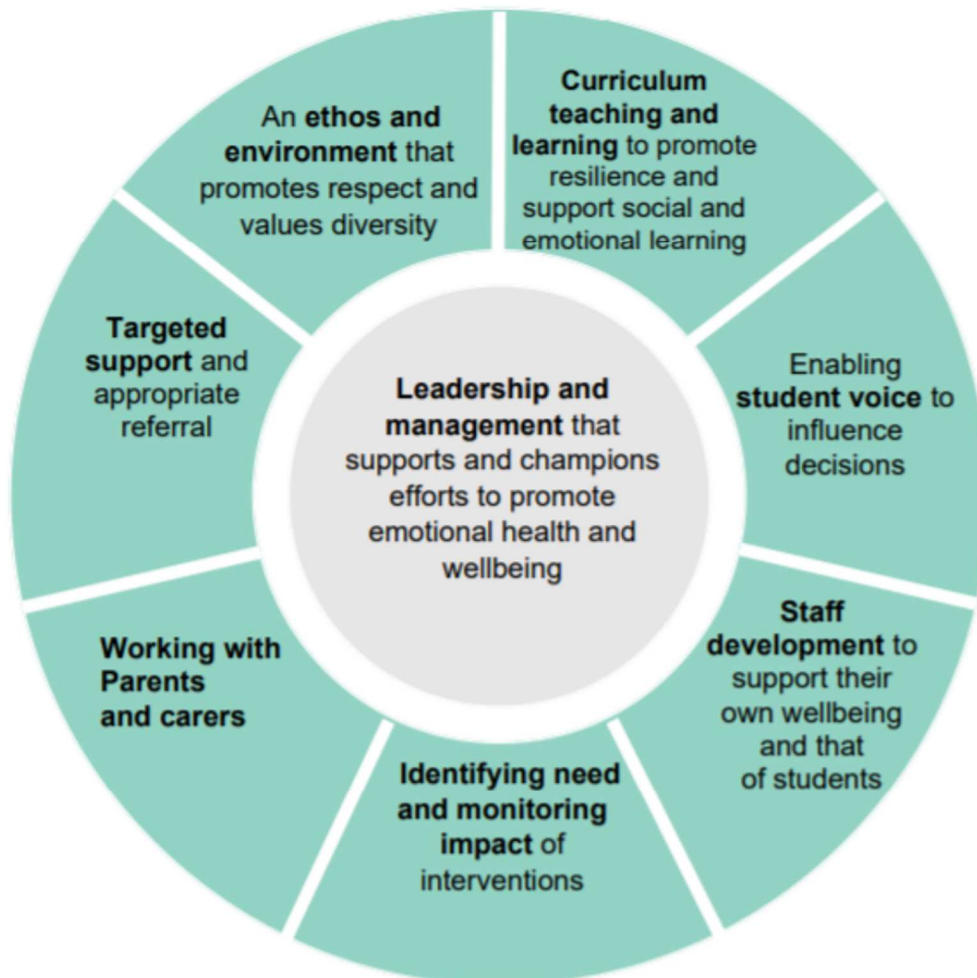 An ethos and
environment that
promotes respect and
values diversity
Curriculum
teaching and
learning to promote
resilience and
support social and
emotional learning
Enabling
student voice to
influence
decisions
Staff
development to
support their
own wellbeing
and that
of students
Identifying need
and monitoring
impact of
interventions
Working with
Parents
and carers
Targeted
support and
appropriate
referral
Leadership and
management that
supports and champions
efforts to promote
emotional health and
wellbeing